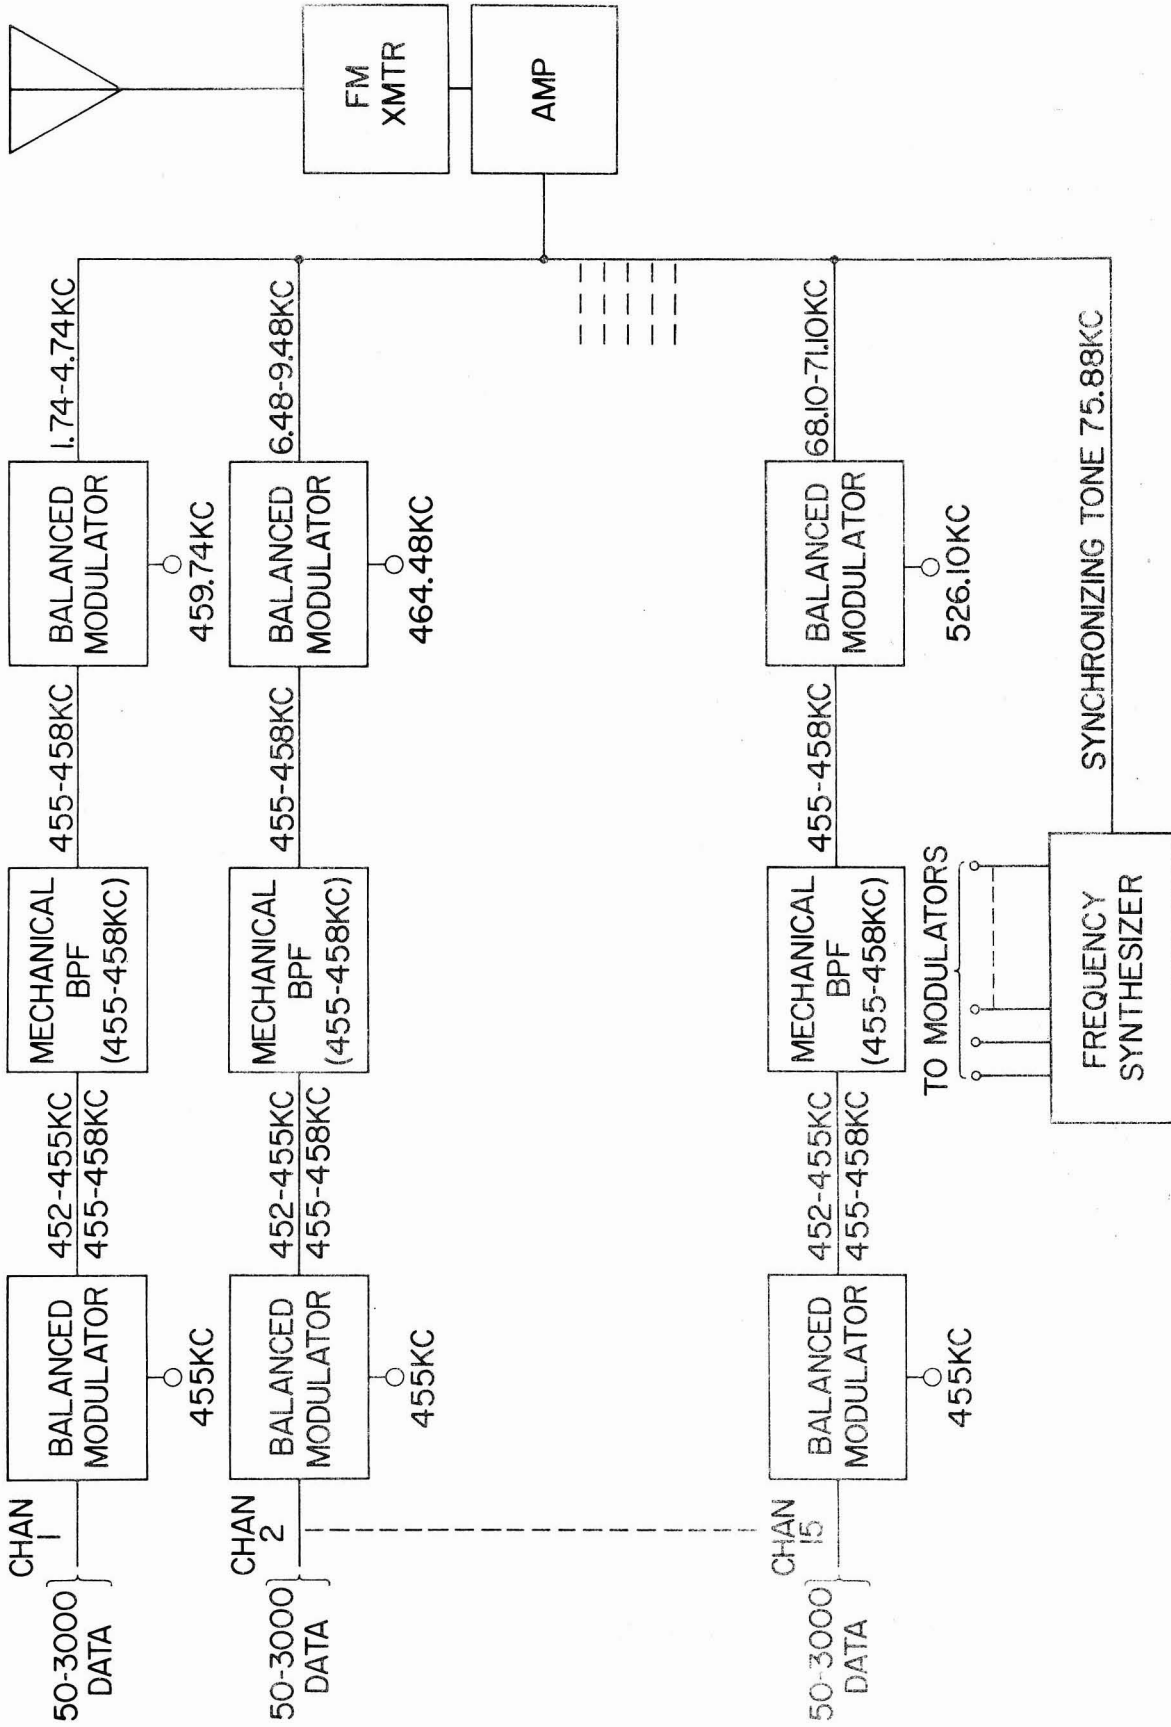 CHAN
1
50-3000
DATA
BALANCED
MODULATOR
455KC
452-455KC
455-458KC
MECHANICAL
BPF
(455-458KC)
455-458KC
BALANCED
MODULATOR
459.74KC
1.74-4.74KC
FM
XMTR
AMP
CHAN
2
50-3000
DATA
BALANCED
MODULATOR
455KC
452-455KC
455-458KC
MECHANICAL
BPF
(455-458KC)
455-458KC
BALANCED
MODULATOR
464.48KC
6.48-9.48KC
CHAN
15
50-3000
DATA
BALANCED
MODULATOR
455KC
452-455KC
455-458KC
MECHANICAL
BPF
(455-458KC)
455-458KC
BALANCED
MODULATOR
526.10KC
68.10-71.10KC
TO MODULATORS
FREQUENCY
SYNTHESIZER
SYNCHRONIZING TONE 75.88KC